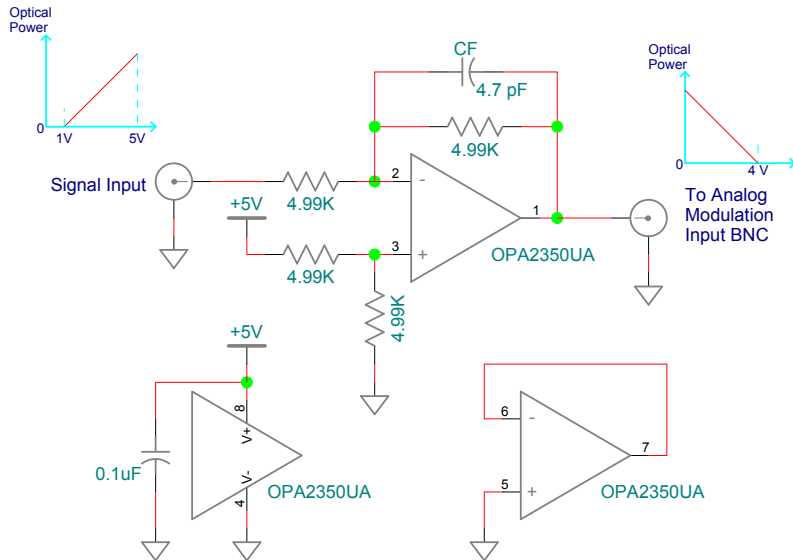 Optical
Power
0
1V
5V
CF
4.7 pF
4.99K
Optical
Power
0
4 V
Signal Input
4.99K
2
-
1
3
+
OPA2350UA
To Analog
Modulation
Input BNC
+5V
4.99K
4.99K
+5V
8
V+
V-
4
0.1uF
OPA2350UA
6
-
7
5
+
OPA2350UA